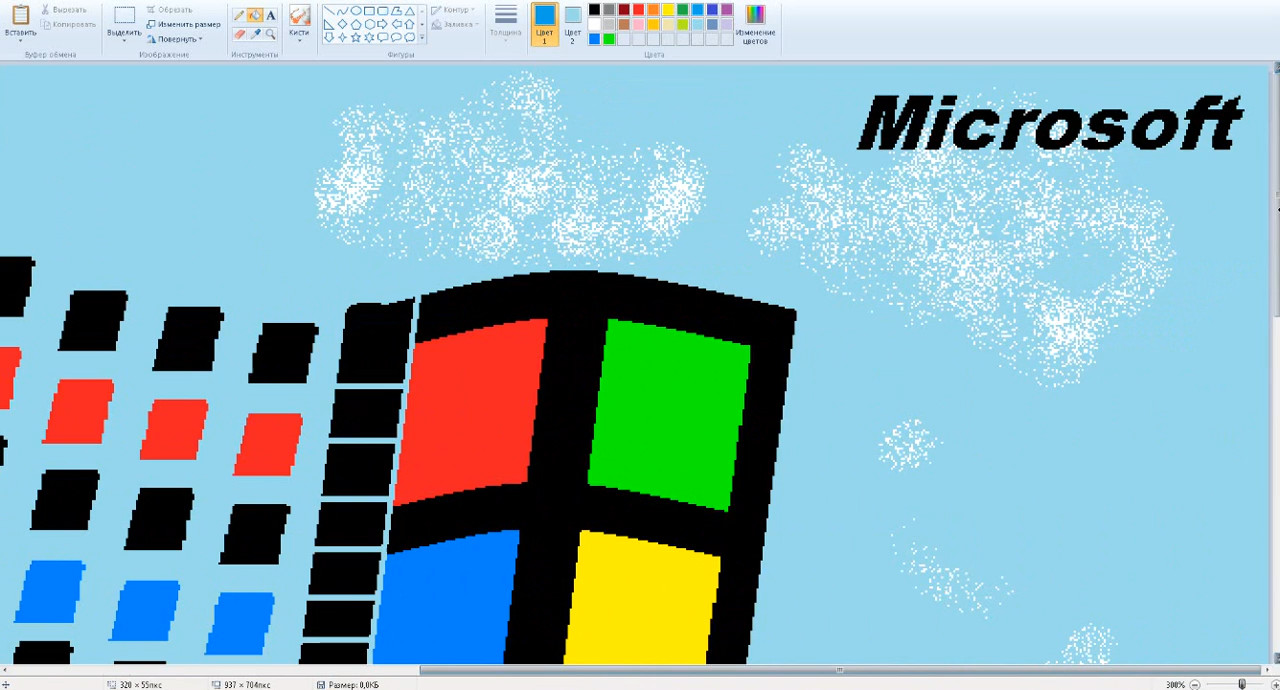 Вставить
Вырезать
Копировать
Буфер обмена
Выделить
Обрезать
Изменить размер
Повернуть
Изображение
A
Инструменты
Кисти
Контур
Заливка
Фигуры
Толщина
Цвет
1
Цвет
2
Изменение
цветов
Цвета
Microsoft
320 × 55пкс
937 × 704пкс
Размер: 0,0КБ
300%